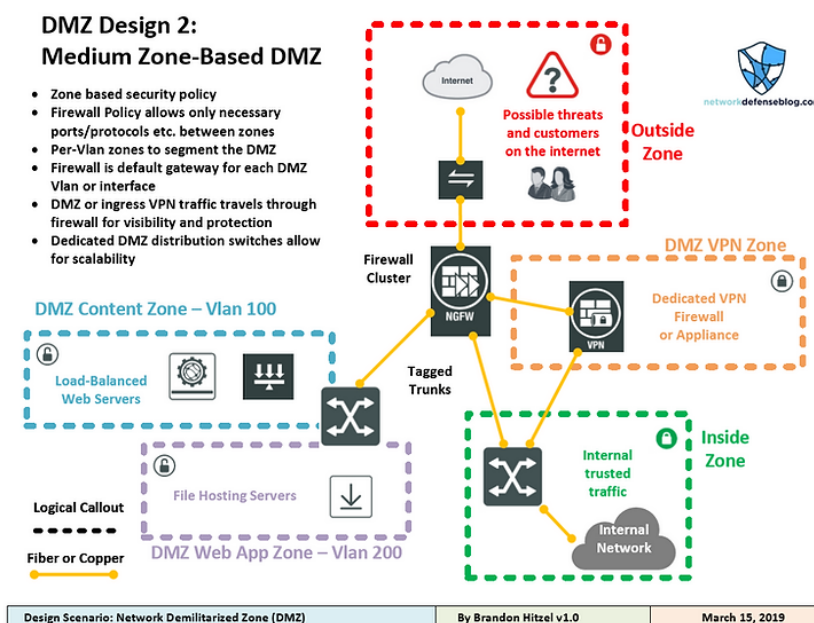 DMZ Design 2:
Medium Zone-Based DMZ
• Zone based security policy
• Firewall Policy allows only necessary
ports/protocols etc. between zones
• Per-Vlan zones to segment the DMZ
• Firewall is default gateway for each DMZ
Vlan or interface
• DMZ or ingress VPN traffic travels through
firewall for visibility and protection
• Dedicated DMZ distribution switches allow
for scalability
Internet
?
Possible threats
and customers
on the internet
Outside
Zone
networkdefenseblog.co
Firewall
Cluster
NGFW
DMZ VPN Zone
Dedicated VPN
Firewall
or Appliance
VPN
DMZ Content Zone – Vlan 100
Load-Balanced
Web Servers
Tagged
Trunks
Inside
Zone
Internal
trusted
traffic
Internal
Network
File Hosting Servers
DMZ Web App Zone – Vlan 200
Logical Callout
Fiber or Copper
Design Scenario: Network Demilitarized Zone (DMZ)
By Brandon Hitzel v1.0
March 15, 2019